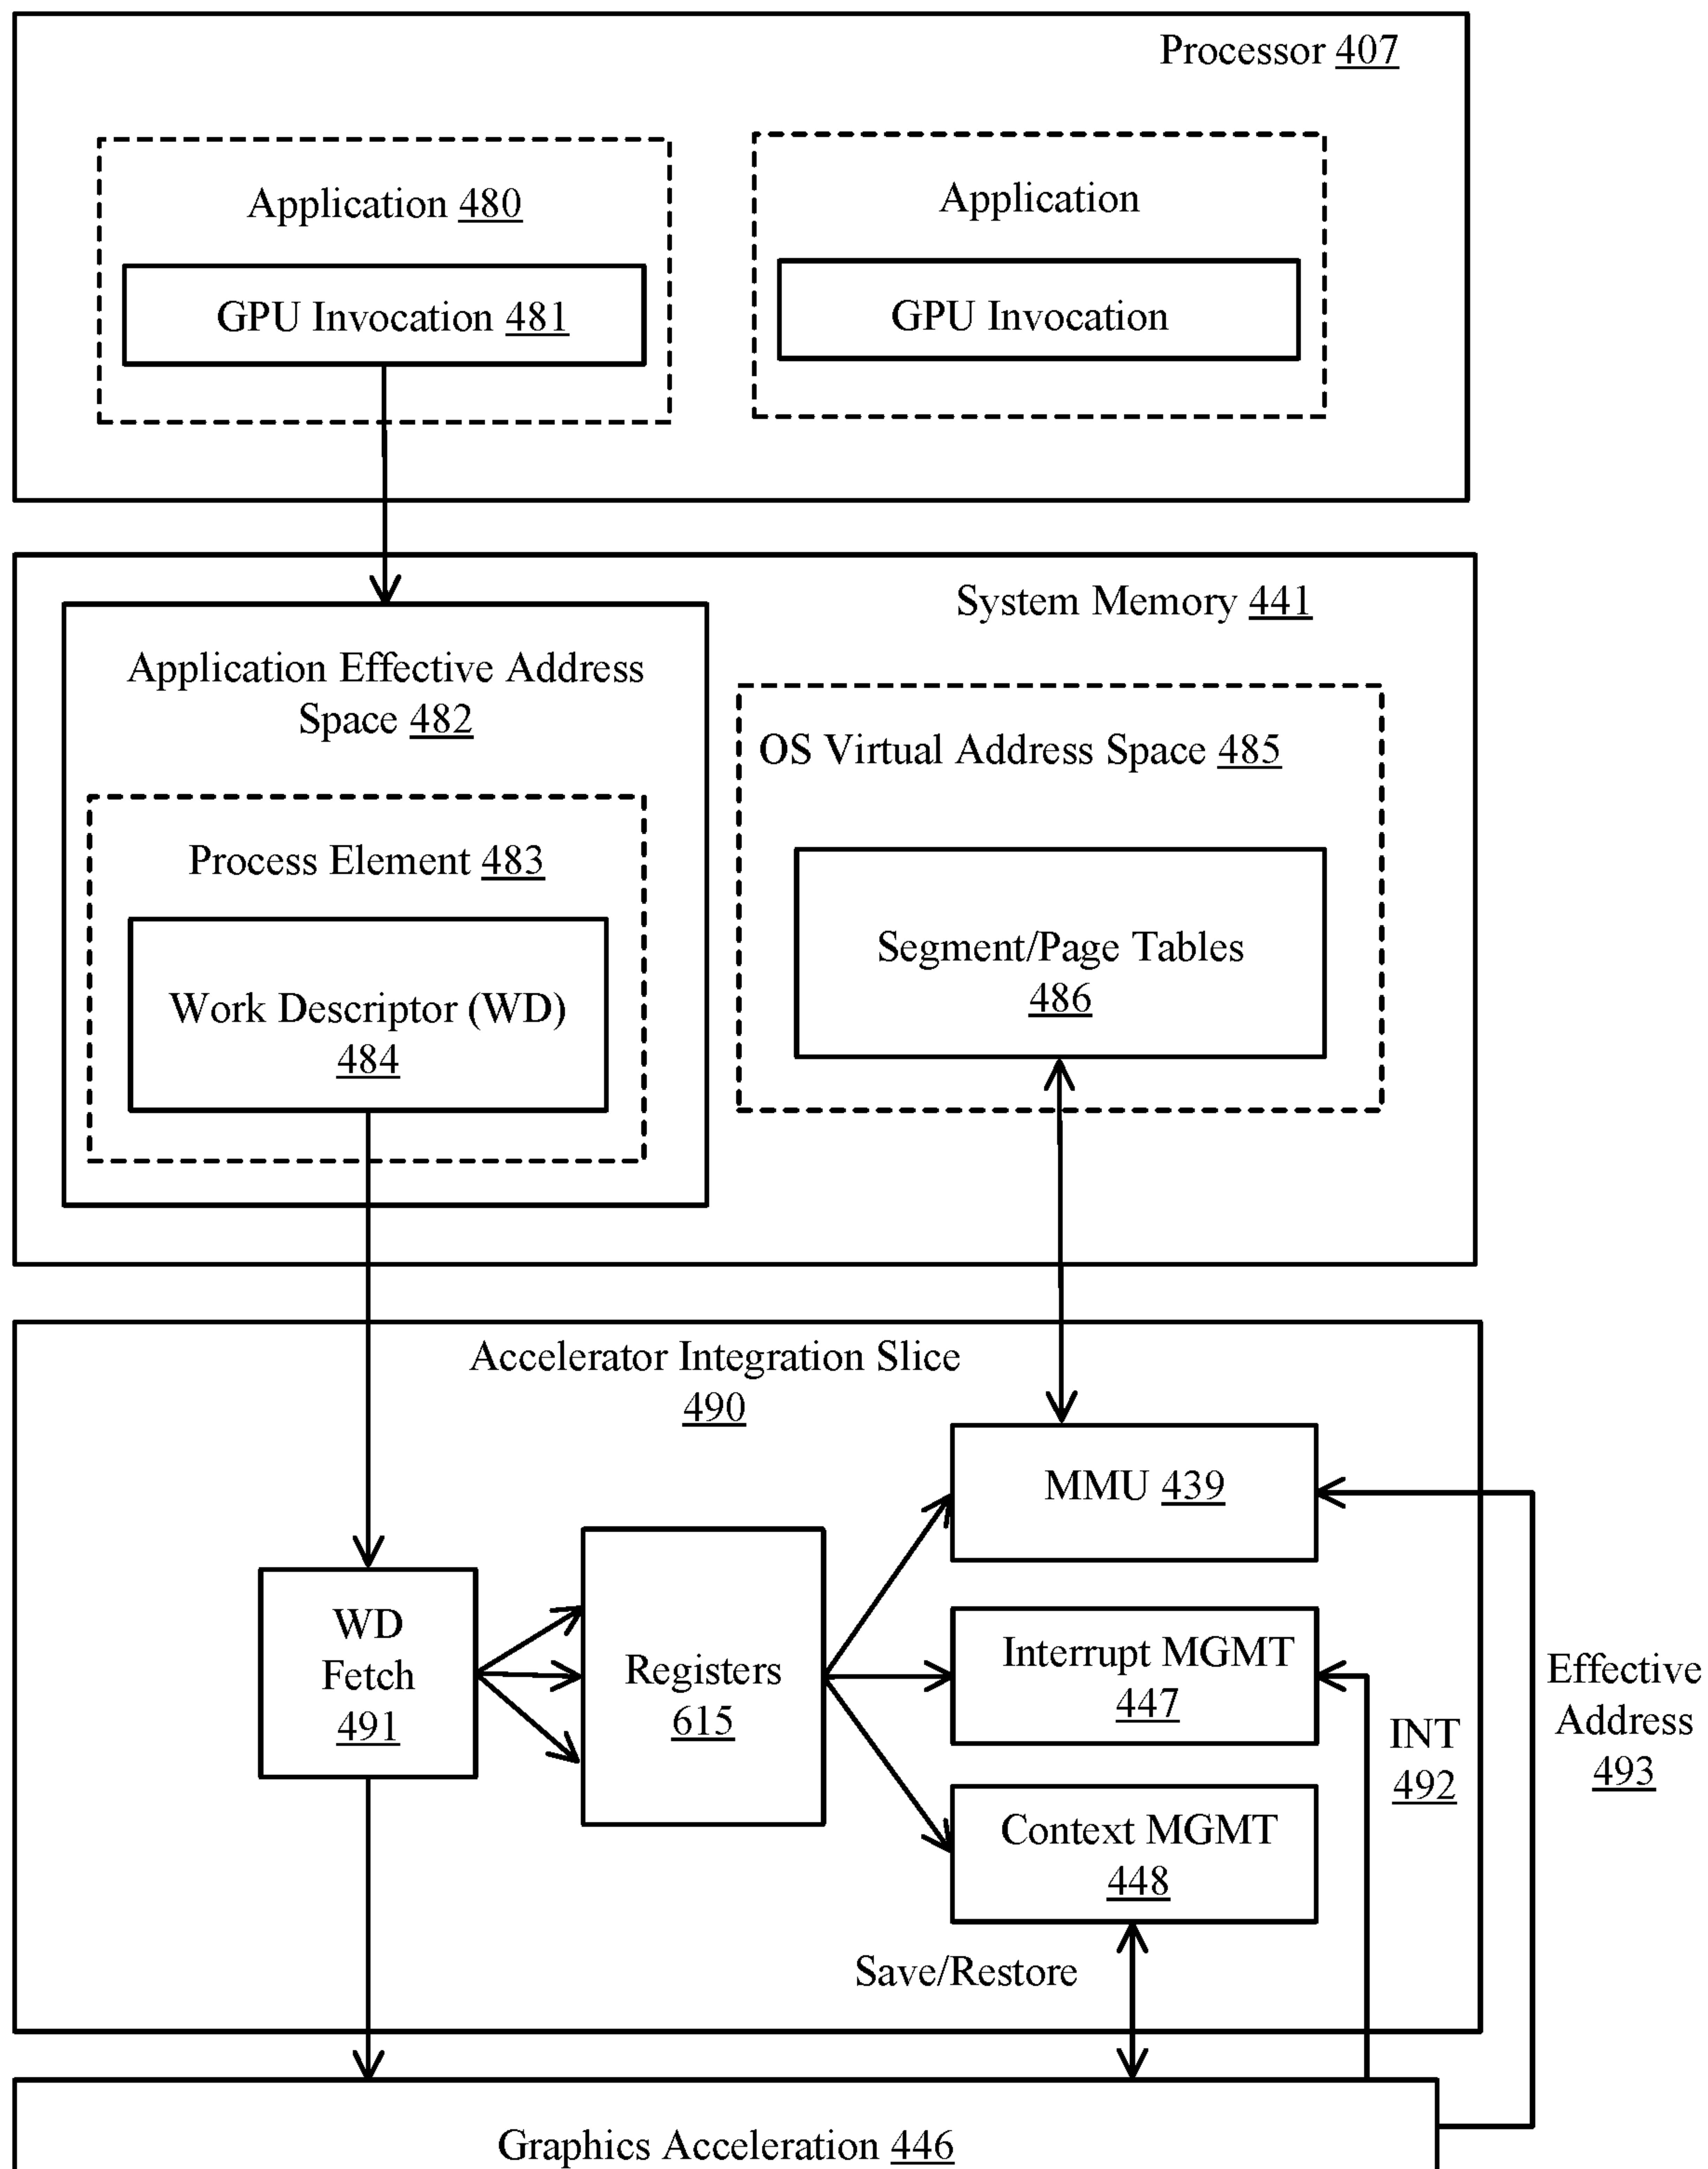 Processor 407
Application 480
GPU Invocation 481
Application
GPU Invocation
System Memory 441
Application Effective Address
Space 482
Process Element 483
Work Descriptor (WD)
484
OS Virtual Address Space 485
Segment/Page Tables
486
Accelerator Integration Slice
490
MMU 439
WD
Fetch
491
Registers
615
Interrupt MGMT
447
Context MGMT
448
INT
492
Effective
Address
493
Save/Restore
Graphics Acceleration 446